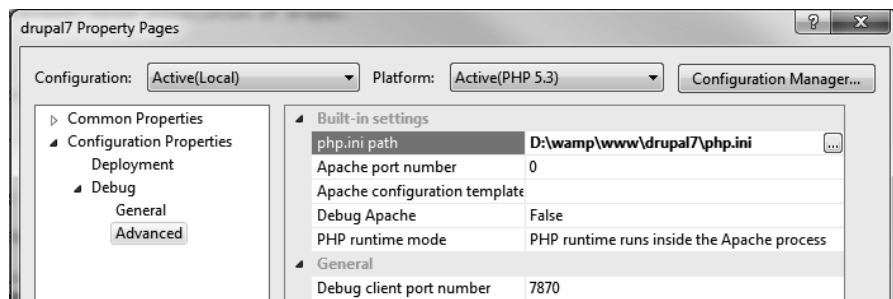 drupal7 Property Pages
Configuration: Active(Local) Platform: Active(PHP 5.3) Configuration Manager...
Common Properties
Configuration Properties
Deployment
Debug
General
Advanced
Built-in settings
php.ini path D:\wamp\www\drupal7\php.ini ...
Apache port number 0
Apache configuration template
Debug Apache False
PHP runtime mode PHP runtime runs inside the Apache process
General
Debug client port number 7870